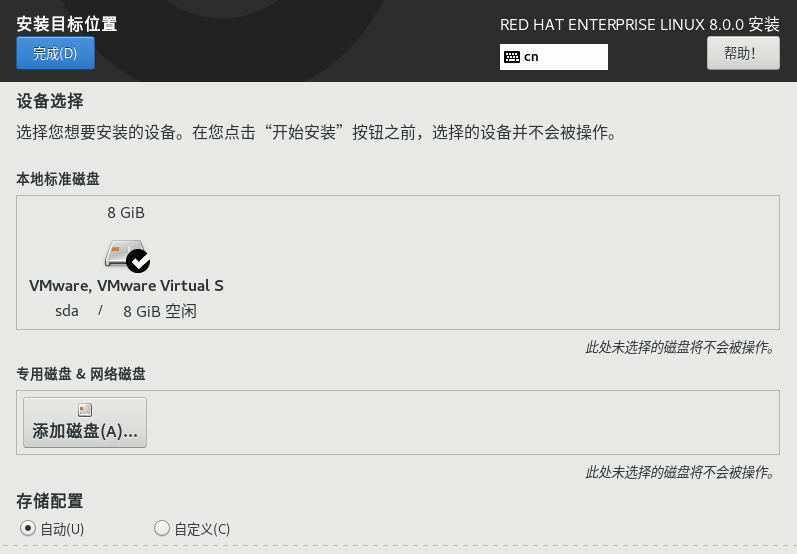 安装目标位置
RED HAT ENTERPRISE LINUX 8.0.0 安装
完成(D)
cn
帮助！
设备选择
选择您想要安装的设备。在您点击“开始安装”按钮之前，选择的设备并不会被操作。
本地标准磁盘
8 GiB
VMware, VMware Virtual S
sda / 8 GiB 空闲
此处未选择的磁盘将不会被操作。
专用磁盘 & 网络磁盘
添加磁盘(A)...
此处未选择的磁盘将不会被操作。
存储配置
自动(U) 自定义(C)